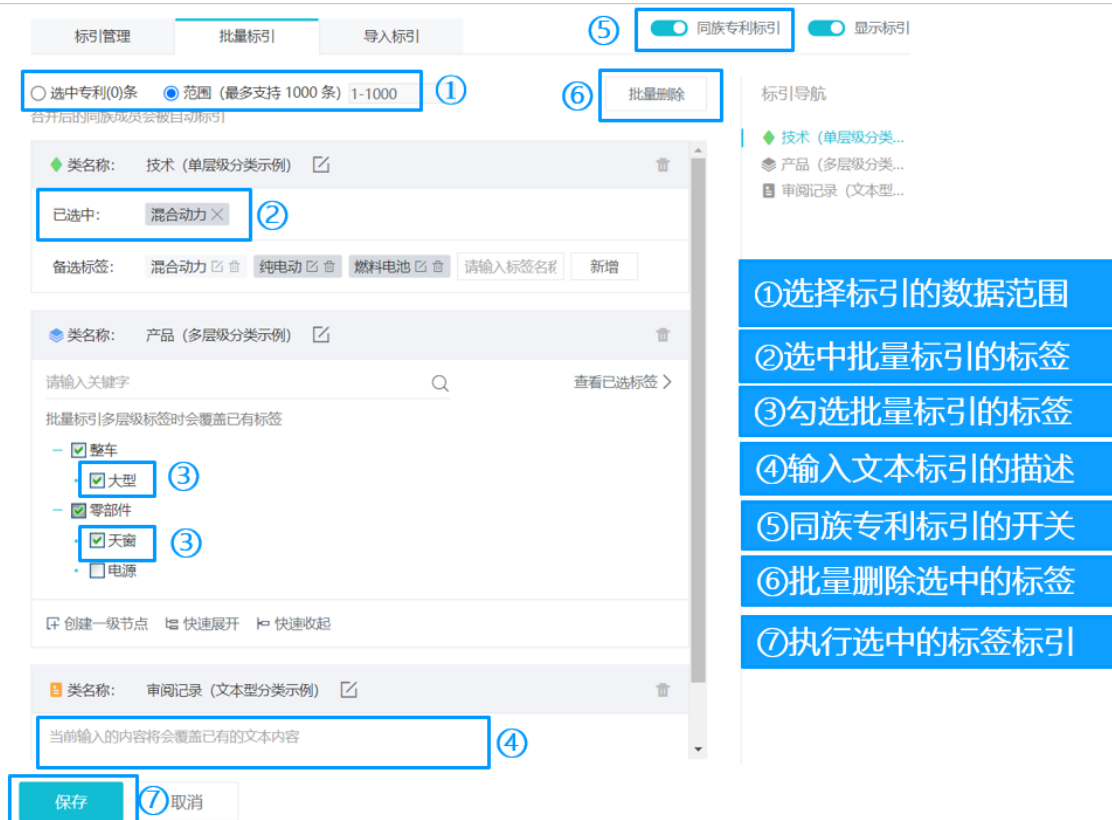 标引管理 批量标引 导入标引 ⑤ 同族专利标引 显示标引
选中专利(0)条 范围（最多支持 1000 条） 1-1000 ① ⑥ 批量删除 标引导航
合并后的同族成员会被自动标引
技术（单层级分类...
产品（多层级分类...
审阅记录（文本型...
类名称： 技术（单层级分类示例）
已选中： 混合动力 ②
备选标签： 混合动力 纯电动 燃料电池 请输入标签名称 新增
类名称： 产品（多层级分类示例）
请输入关键字 查看已选标签
批量标引多层级标签时会覆盖已有标签
整车
大型 ③
零部件
天窗 ③
电源
创建一级节点 快速展开 快速收起
类名称： 审阅记录（文本型分类示例）
当前输入的内容将会覆盖已有的文本内容 ④
保存 ⑦ 取消
①选择标引的数据范围
②选中批量标引的标签
③勾选批量标引的标签
④输入文本标引的描述
⑤同族专利标引的开关
⑥批量删除选中的标签
⑦执行选中的标签标引